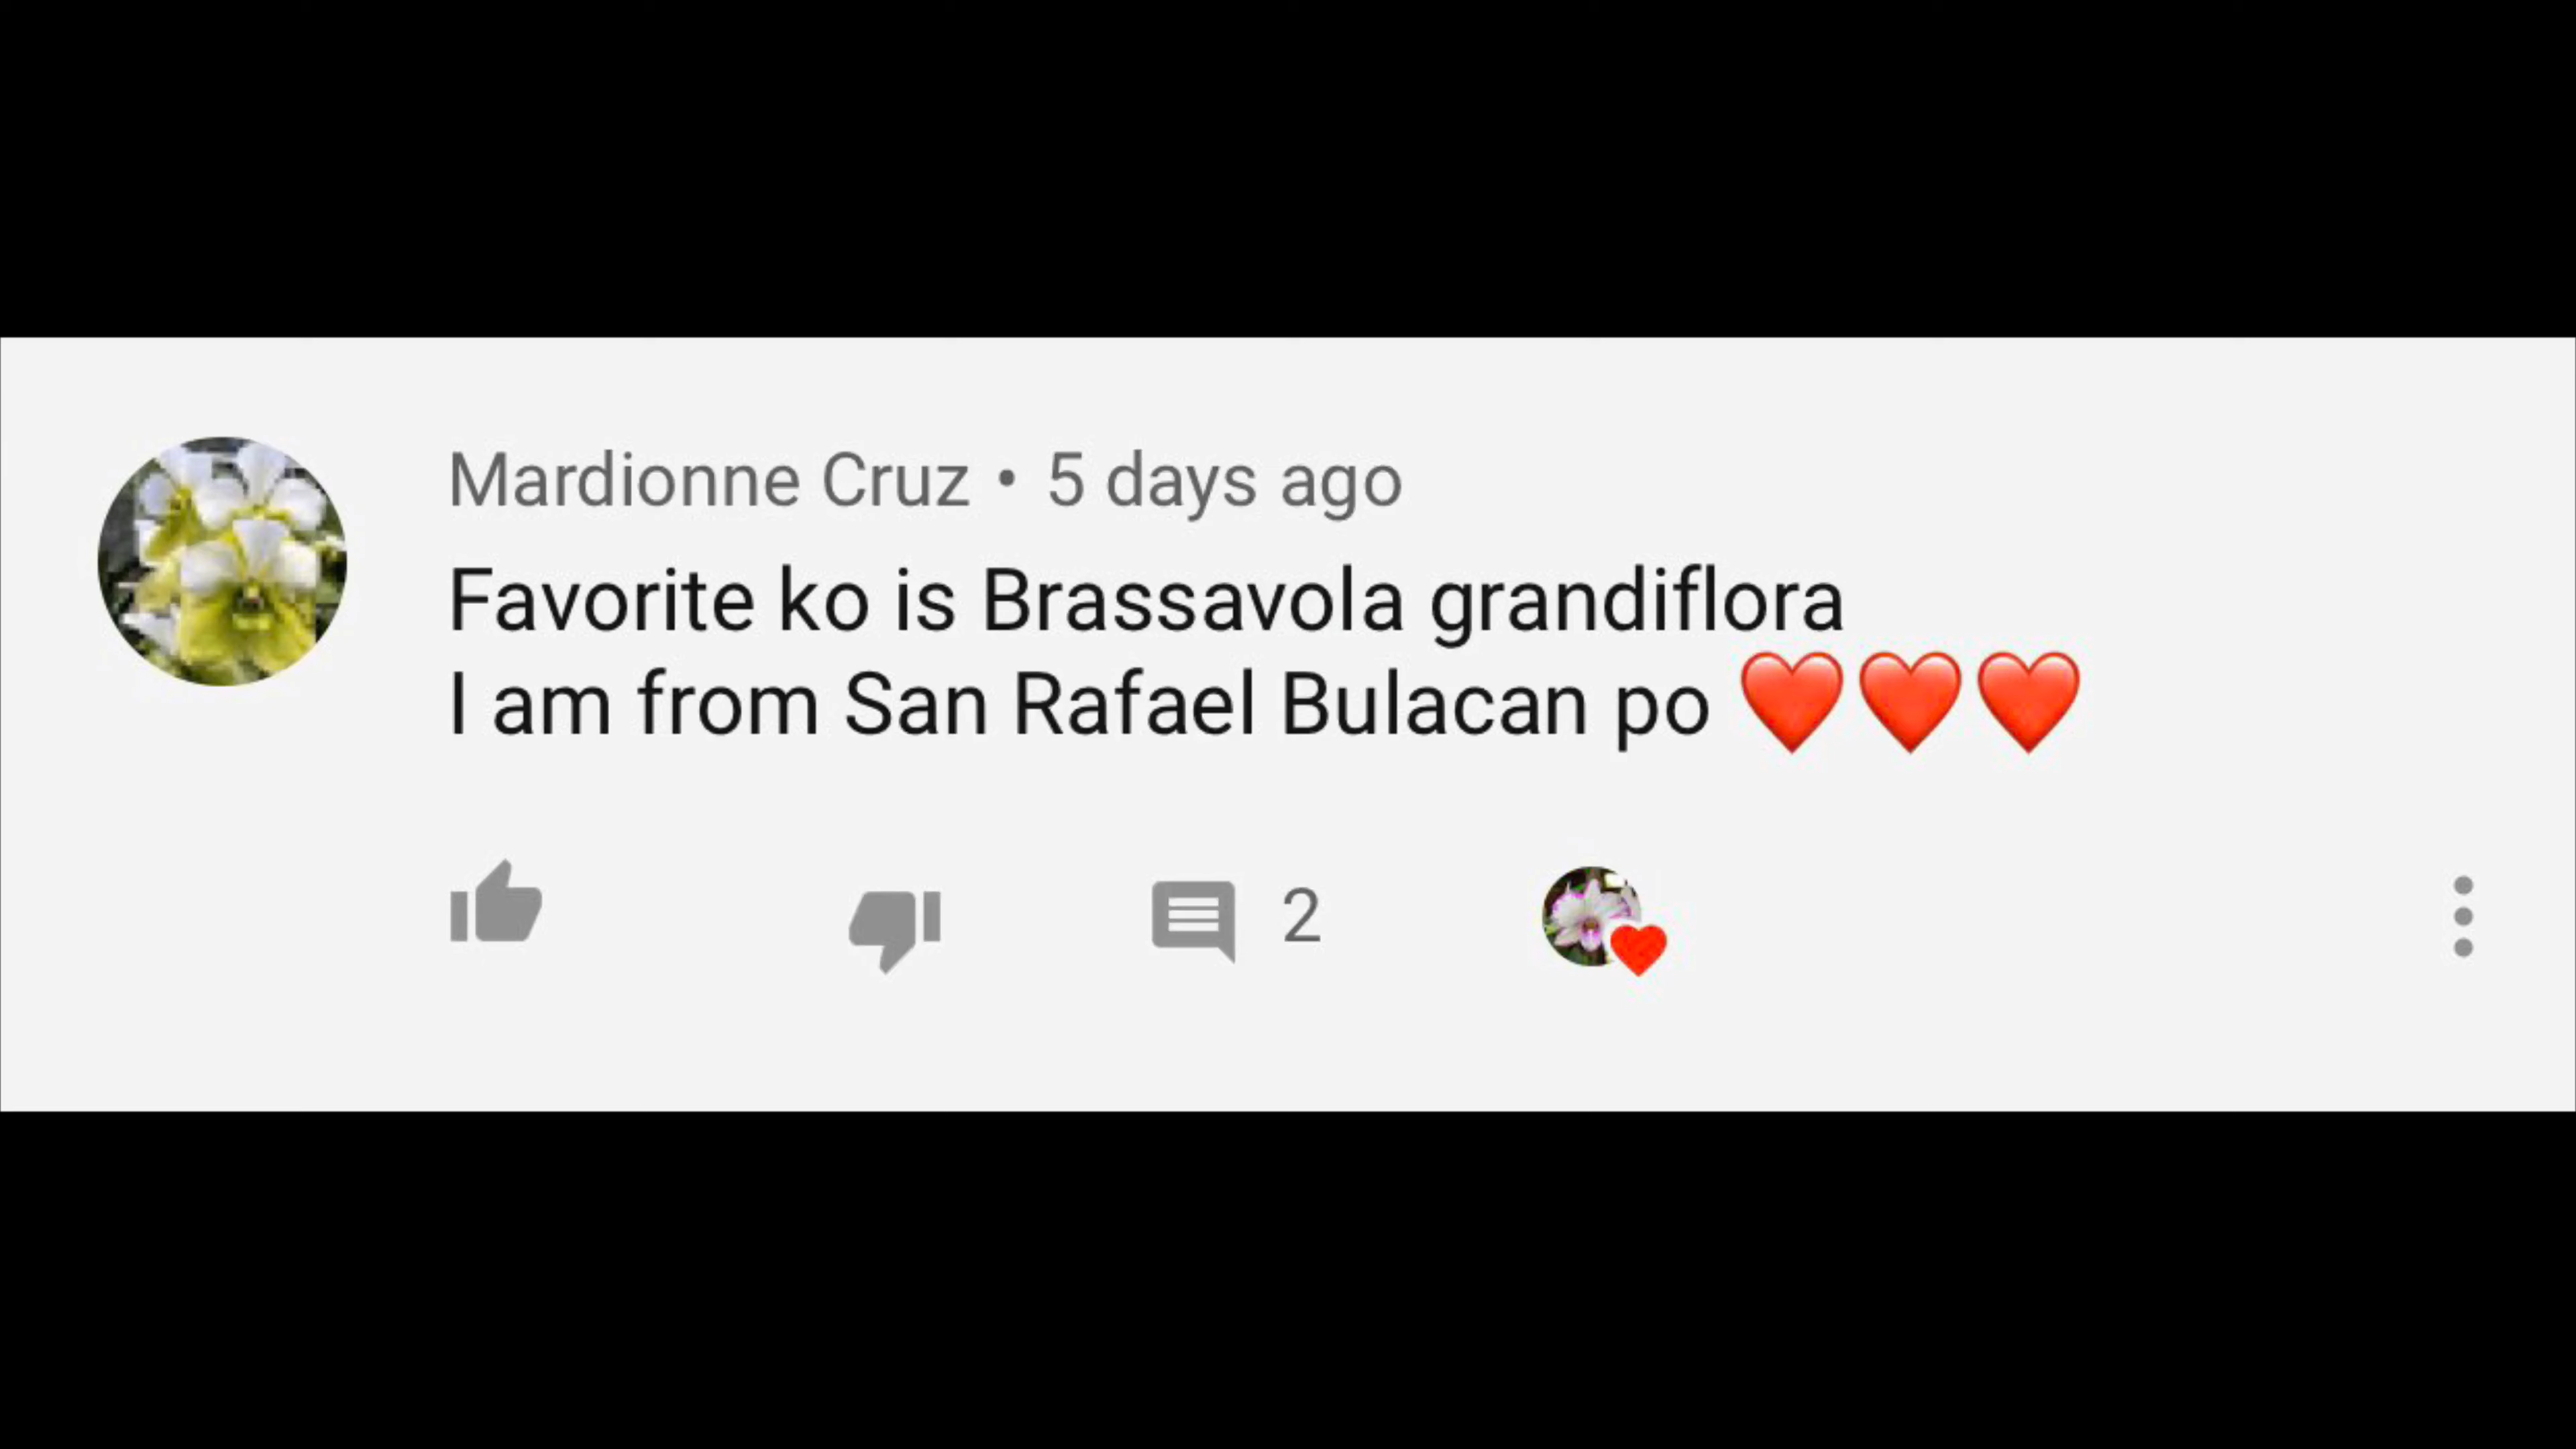 Mardionne Cruz • 5 days ago
Favorite ko is Brassavola grandiflora
I am from San Rafael Bulacan po ❤️❤️❤️
2